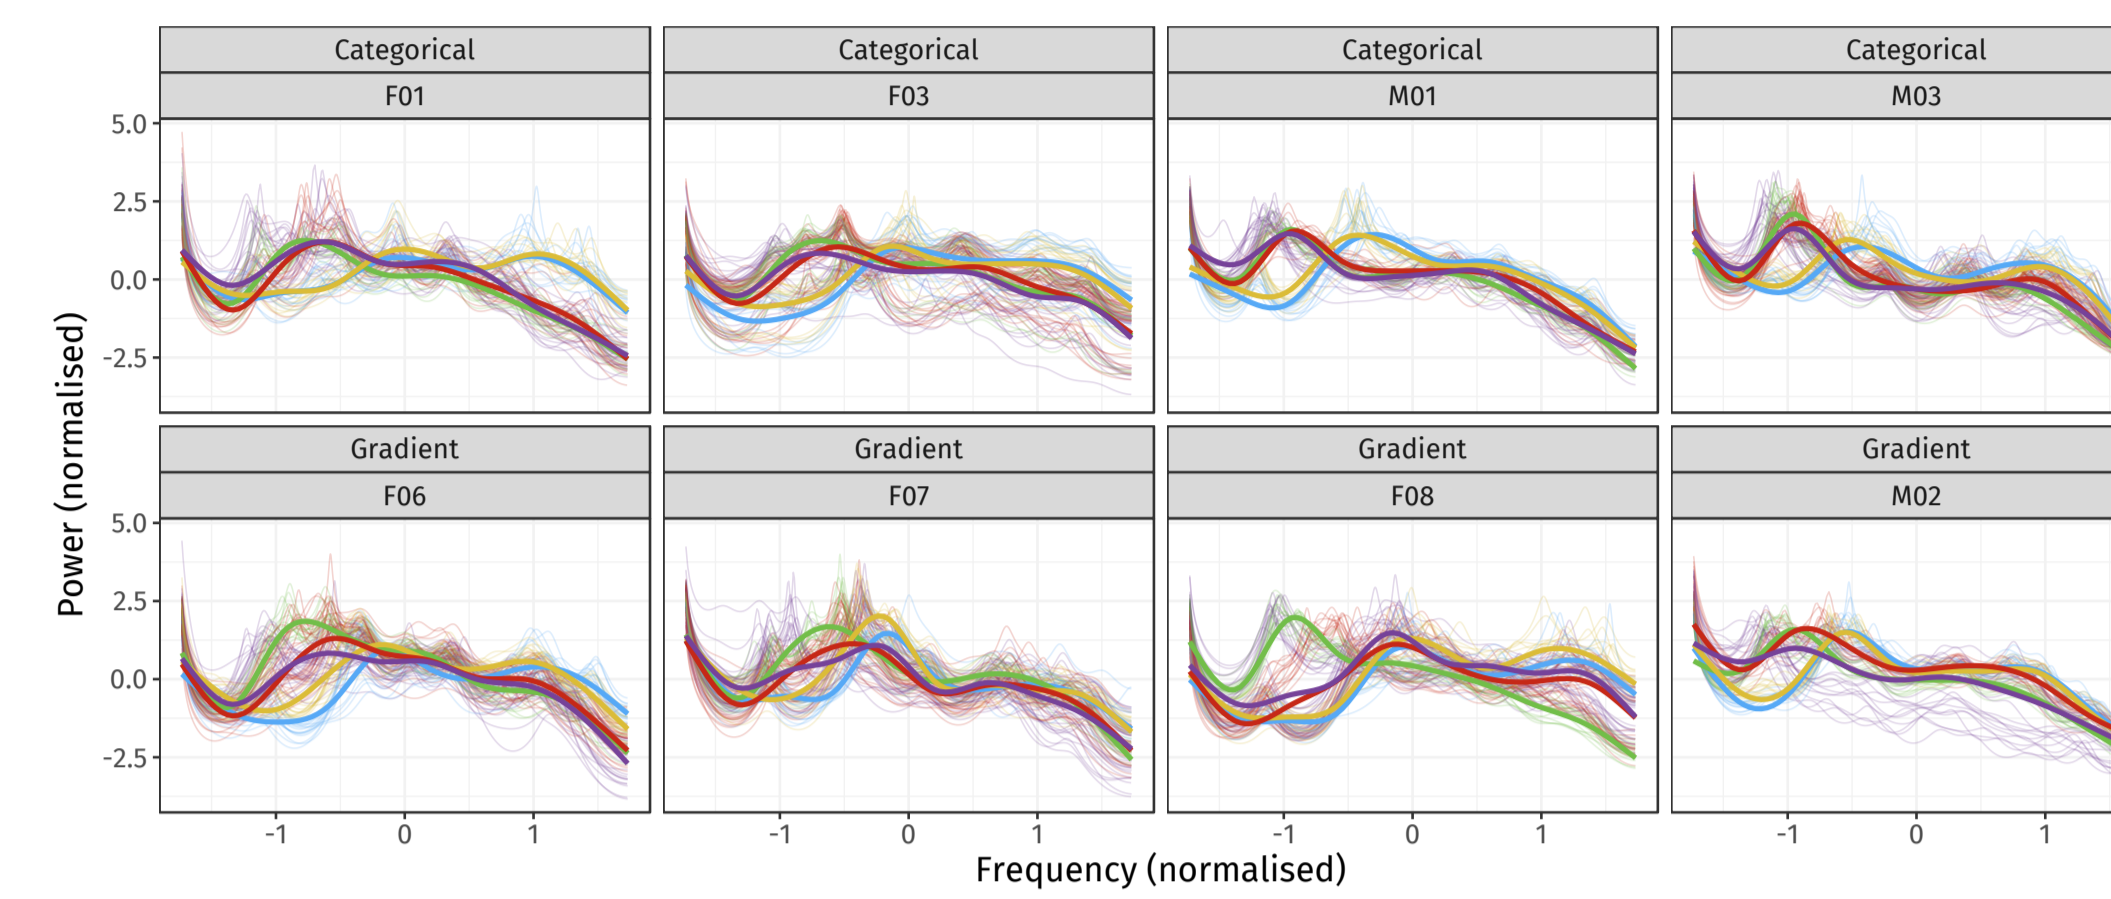 Categorical Categorical Categorical Categorical
F01 F03 M01 M03
5.0
2.5
0.0
-2.5
Power (normalised)
Gradient Gradient Gradient Gradient
F06 F07 F08 M02
5.0
2.5
0.0
-2.5
-1 0 1 -1 0 1 -1 0 1 -1 0 1
Frequency (normalised)